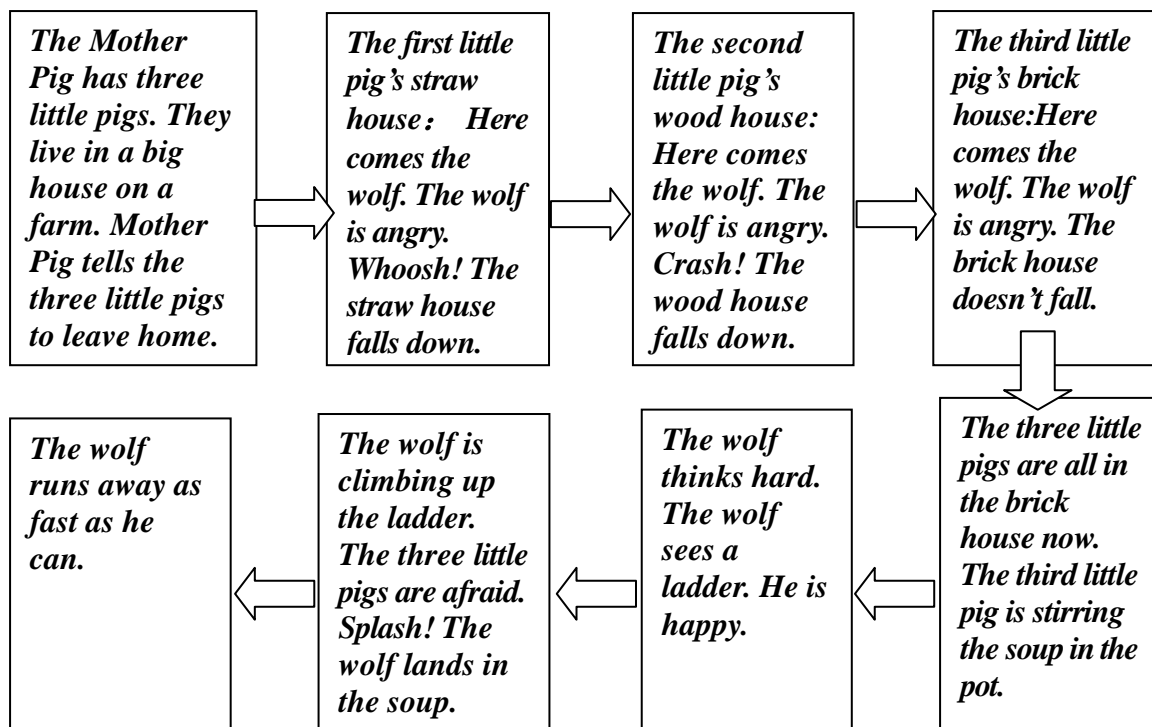 The Mother
Pig has three
little pigs. They
live in a big
house on a
farm. Mother
Pig tells the
three little pigs
to leave home.
The first little
pig’s straw
house： Here
comes the
wolf. The wolf
is angry.
Whoosh! The
straw house
falls down.
The second
little pig’s
wood house:
Here comes
the wolf. The
wolf is angry.
Crash! The
wood house
falls down.
The third little
pig’s brick
house:Here
comes the
wolf. The wolf
is angry. The
brick house
doesn’t fall.
The three little
pigs are all in
the brick
house now.
The third little
pig is stirring
the soup in the
pot.
The wolf
thinks hard.
The wolf
sees a
ladder. He is
happy.
The wolf is
climbing up
the ladder.
The three little
pigs are afraid.
Splash! The
wolf lands in
the soup.
The wolf
runs away as
fast as he
can.